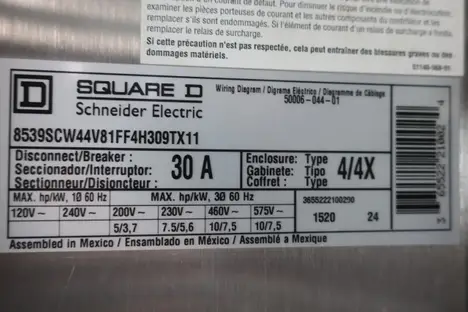 examiner les pièces porteuses de courant et les autres composants du contrôleur et les
remplacer s'ils sont endommagés. Si l'élément de courant d'un relais de surcharge a fondu,
remplacer le relais de surcharge.
Si cette précaution n'est pas respectée, cela peut entraîner des blessures graves ou des
dommages matériels.
SQUARE D
Schneider Electric
Wiring Diagram / Digrama Eléctrico / Diagramme de Câblage
50006-044-01
8539SCW44V81FF4H309TX11
Disconnect/Breaker :
Seccionador/Interruptor:
Sectionneur/Disjoncteur :
30 A
Enclosure: Type
Gabinete: Tipo
Coffret : Type
4/4X
MAX. hp/kW, 1Ø 60 Hz MAX. hp/kW, 3Ø 60 Hz
120V~ 240V~ 200V~ 230V~ 460V~ 575V~
5/3,7 7.5/5,6 10/7,5 10/7,5
3655222100290
1520 24
Assembled in Mexico / Ensamblado en México / Assemblé a Mexique